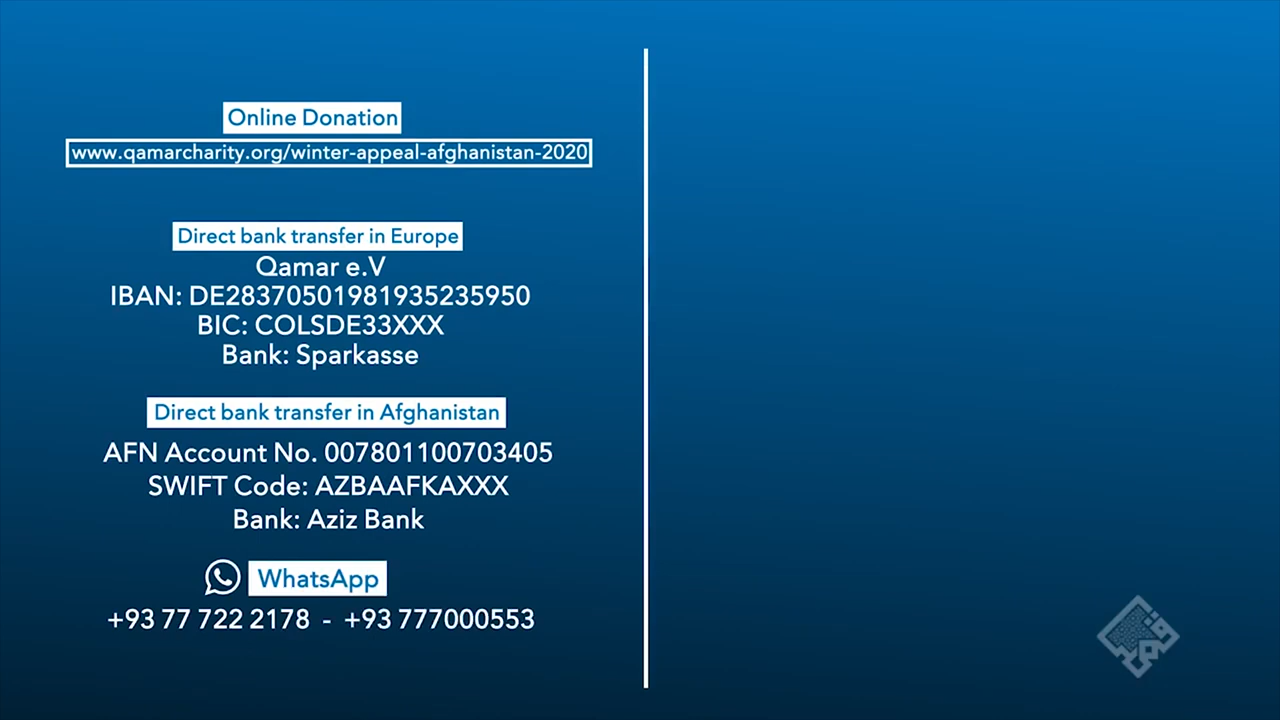 Online Donation
www.qamarcharity.org/winter-appeal-afghanistan-2020
Direct bank transfer in Europe
Qamar e.V
IBAN: DE28370501981935235950
BIC: COLSDE33XXX
Bank: Sparkasse
Direct bank transfer in Afghanistan
AFN Account No. 007801100703405
SWIFT Code: AZBAAFKAXXX
Bank: Aziz Bank
WhatsApp
+93 77 722 2178 - +93 777000553